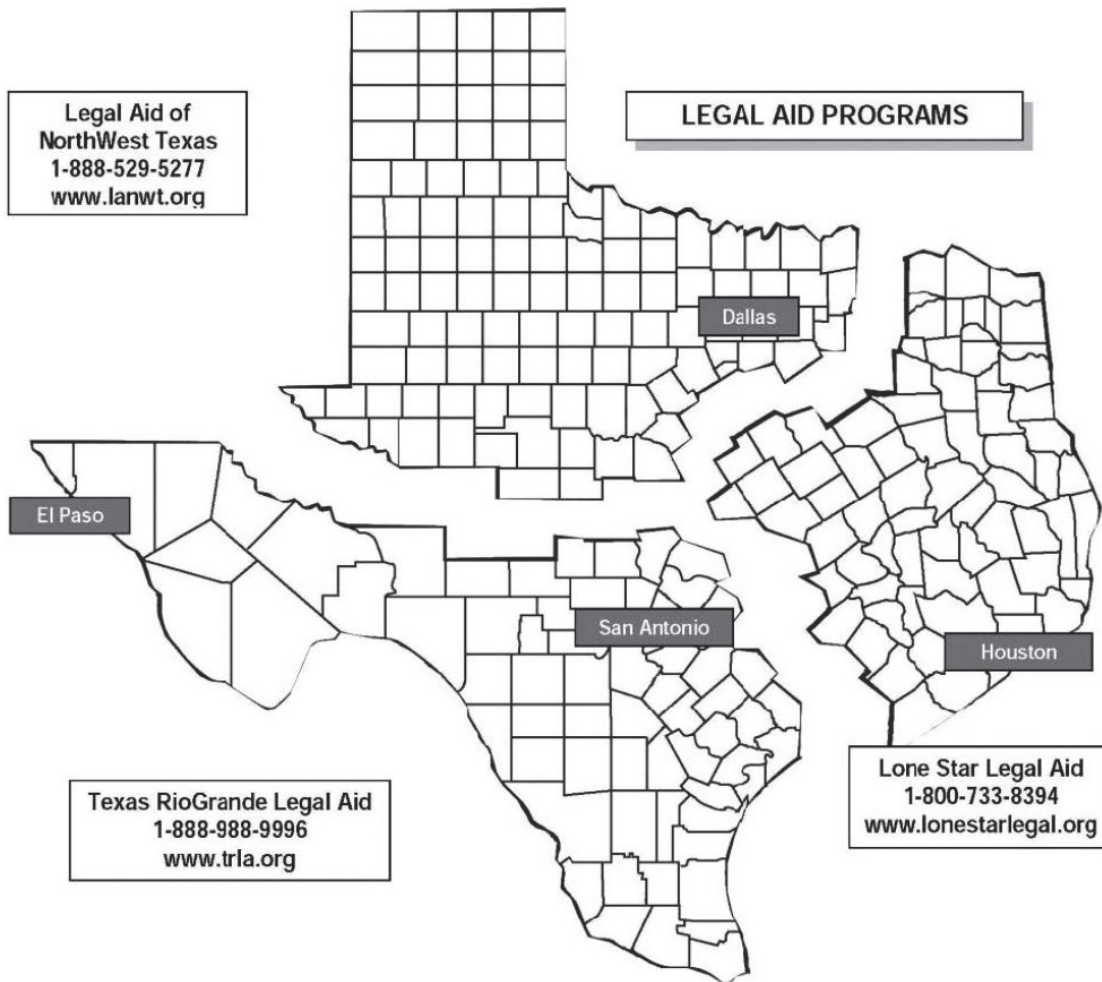 Legal Aid of
NorthWest Texas
1-888-529-5277
www.lanwt.org
LEGAL AID PROGRAMS
Dallas
El Paso
San Antonio
Houston
Texas RioGrande Legal Aid
1-888-988-9996
www.trla.org
Lone Star Legal Aid
1-800-733-8394
www.lonestarlegal.org